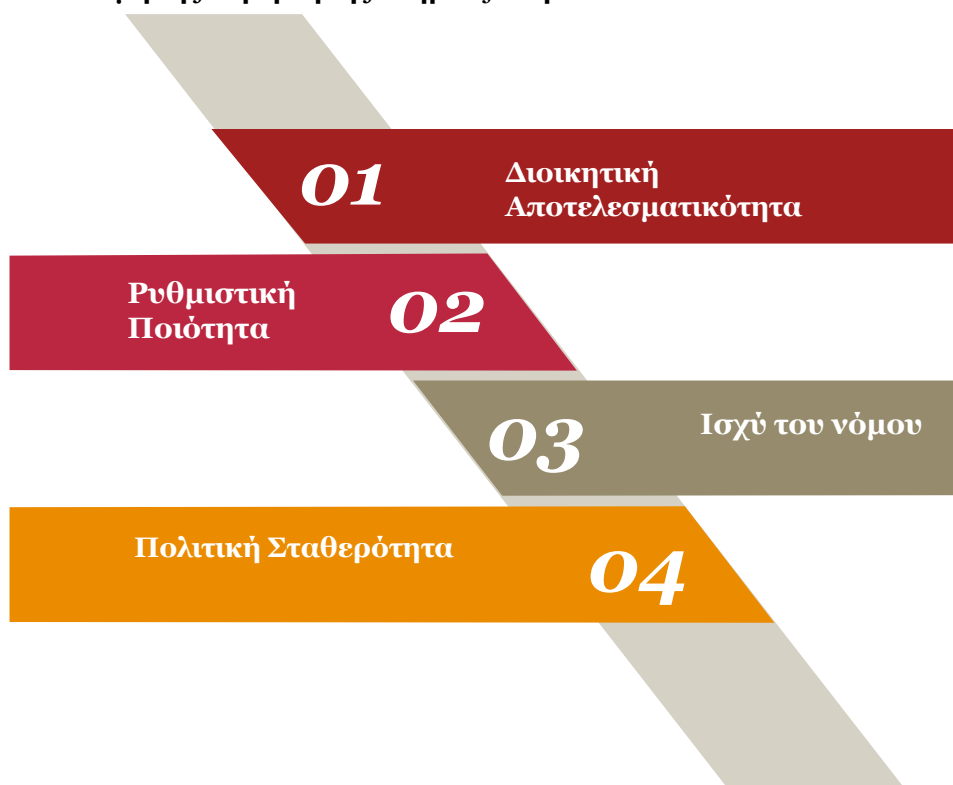 01
Διοικητική
Αποτελεσματικότητα
Ρυθμιστική
Ποιότητα
02
03
Ισχύ του νόμου
Πολιτική Σταθερότητα
04